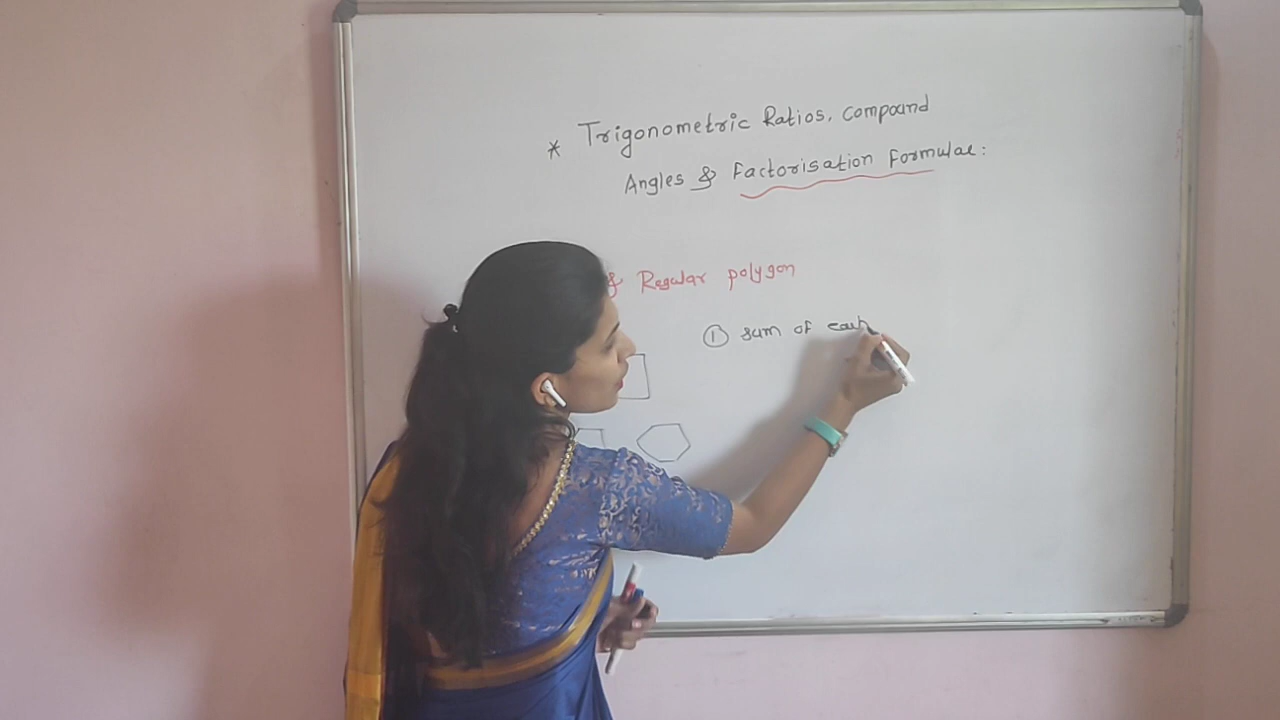 * Trigonometric Ratios, compound
Angles & Factorisation formulae:
& Regular polygon
① sum of each